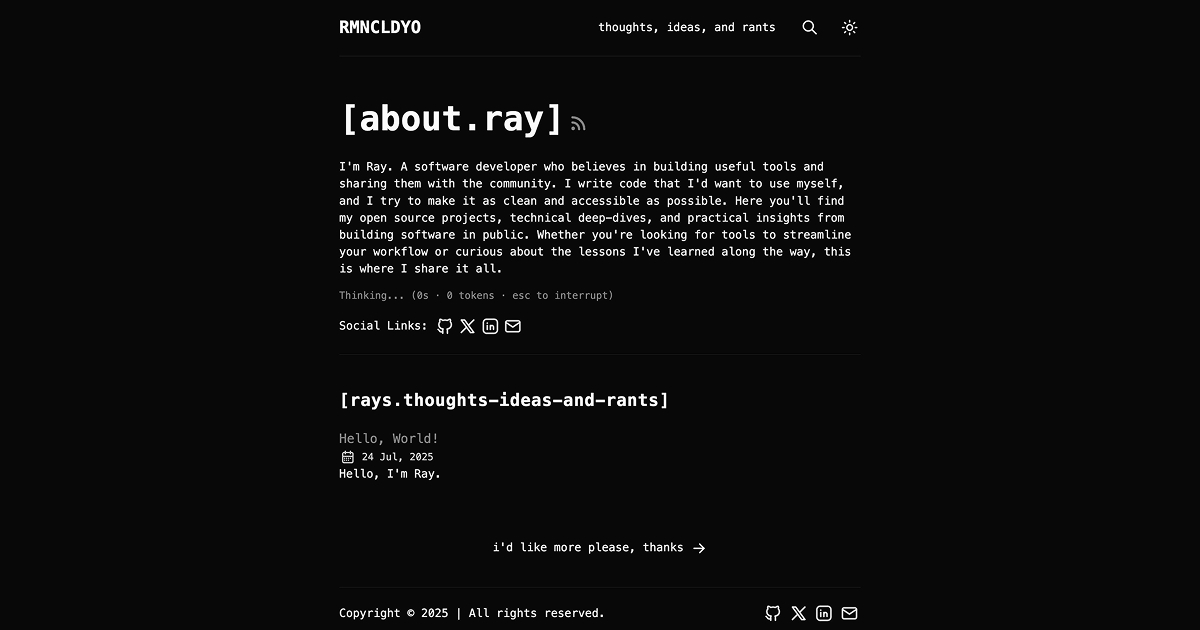 RMNCLDYO
thoughts, ideas, and rants
[about.ray]
I'm Ray. A software developer who believes in building useful tools and
sharing them with the community. I write code that I'd want to use myself,
and I try to make it as clean and accessible as possible. Here you'll find
my open source projects, technical deep-dives, and practical insights from
building software in public. Whether you're looking for tools to streamline
your workflow or curious about the lessons I've learned along the way, this
is where I share it all.
Thinking... (0s · 0 tokens · esc to interrupt)
Social Links:
[rays.thoughts-ideas-and-rants]
Hello, World!
24 Jul, 2025
Hello, I'm Ray.
i'd like more please, thanks
Copyright © 2025 | All rights reserved.